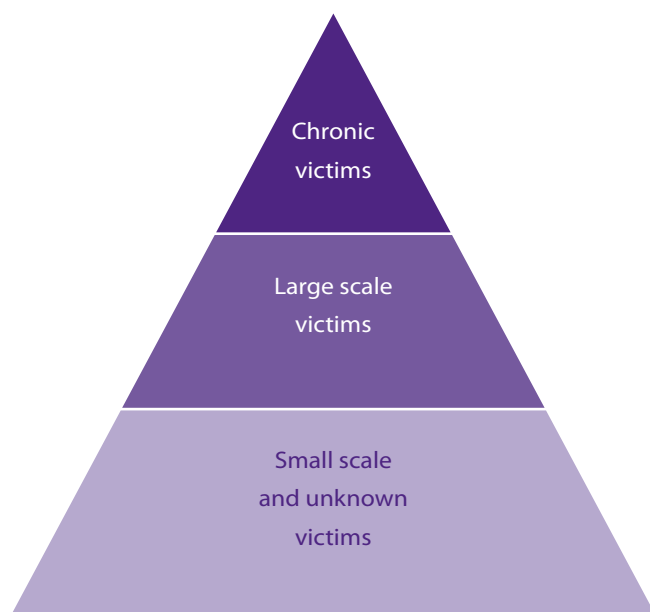 Chronic
victims
Large scale
victims
Small scale
and unknown
victims